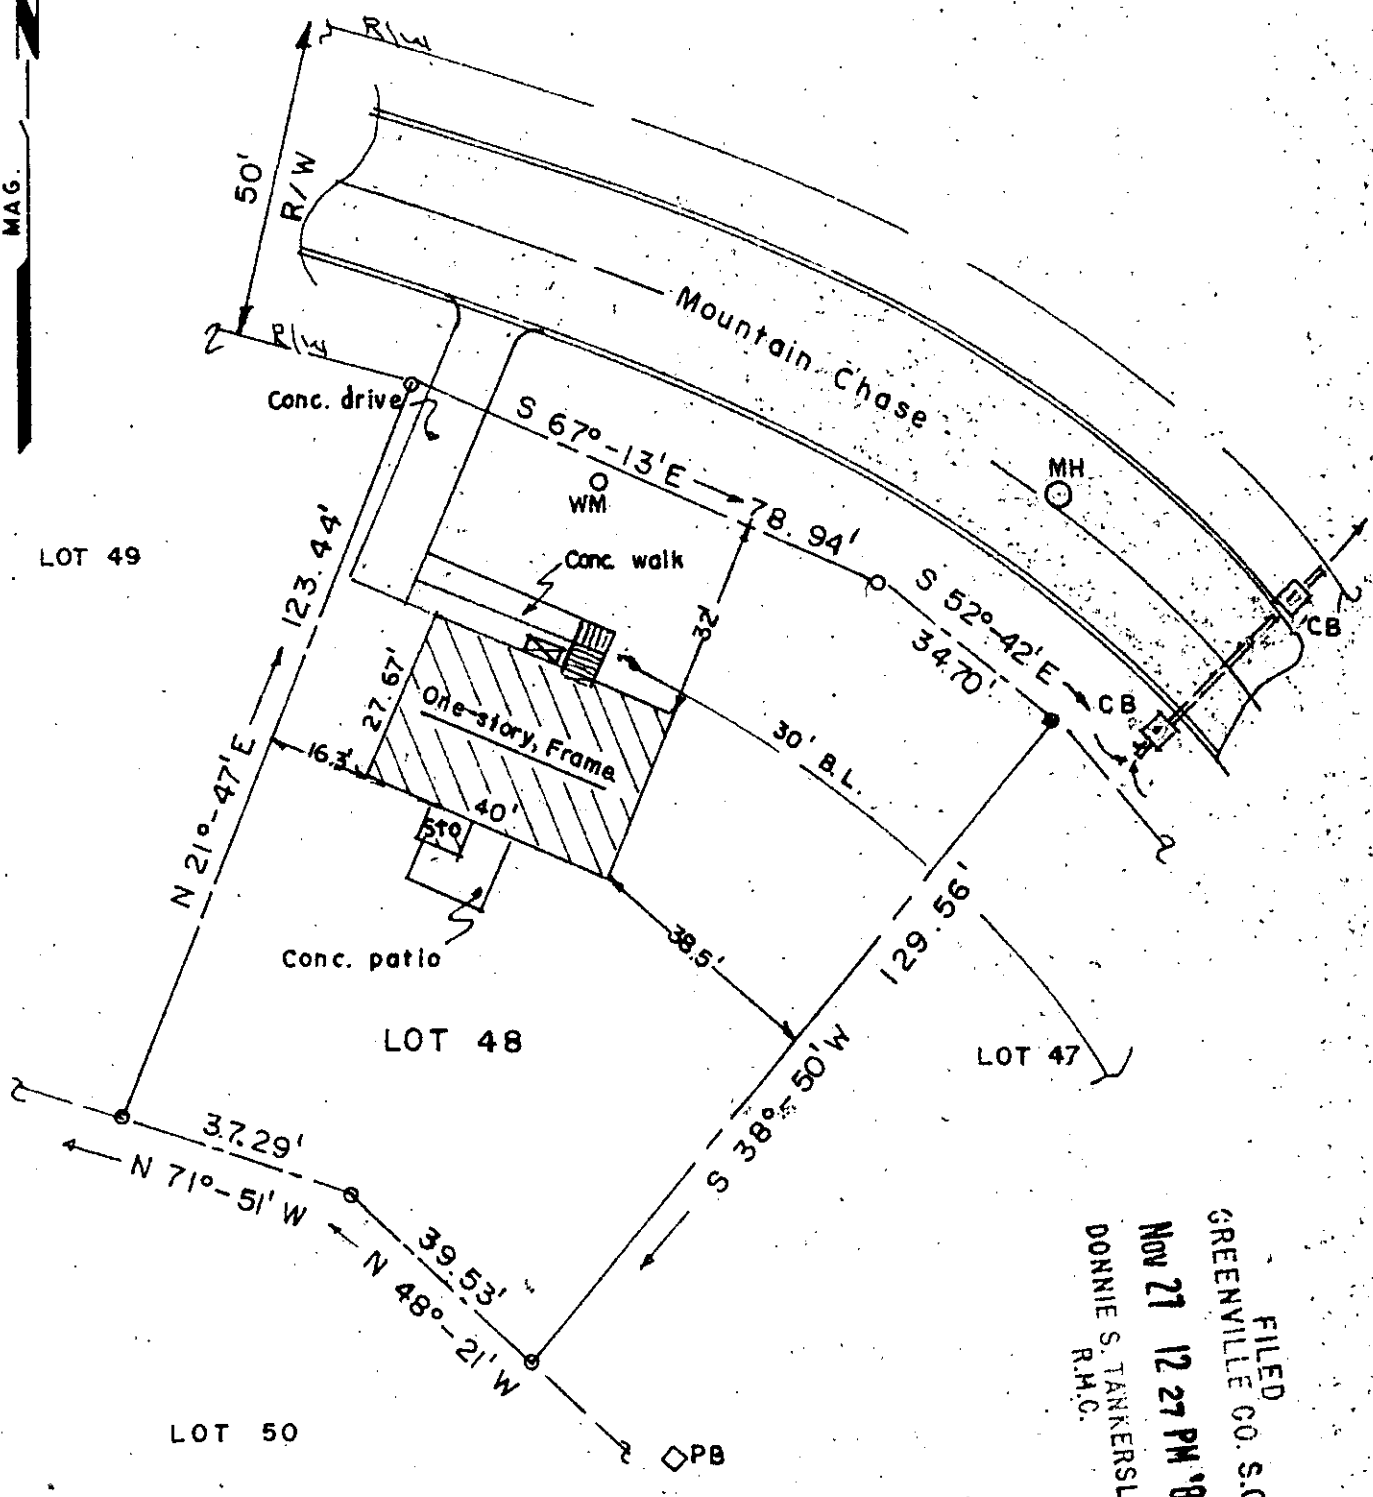 N
MAG.
R/W
50'
R/W
R/W
Mountain Chase
Conc. drive
S 67°-13'E
78.94'
WM
MH
LOT 49
123.44'
N 21°-47'E
Conc. walk
S 52°-42'E
34.70'
CB
CB
32'
27.67'
One-story, Frame
16.3'
40'
Sto
30' B.L.
Conc. patio
38.5'
129.56'
S 38°-50'W
LOT 48
LOT 47
37.29'
N 71°-51' W
39.53'
N 48°-21' W
LOT 50
PB
FILED
GREENVILLE CO. S.C
NOV 27 12 27 PM '8
DONNIE S. TANKERSL
R.M.C.